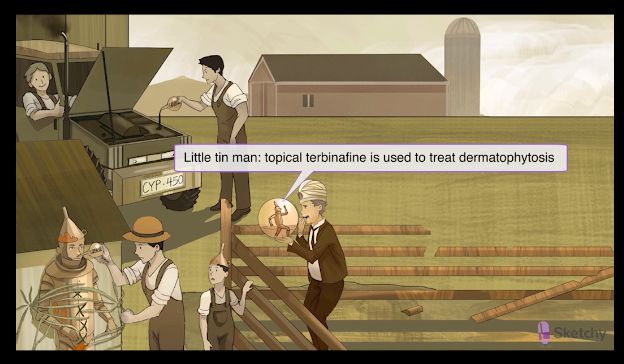 Little tin man: topical terbinafine is used to treat dermatophytosis
CYP-450
Sketchy